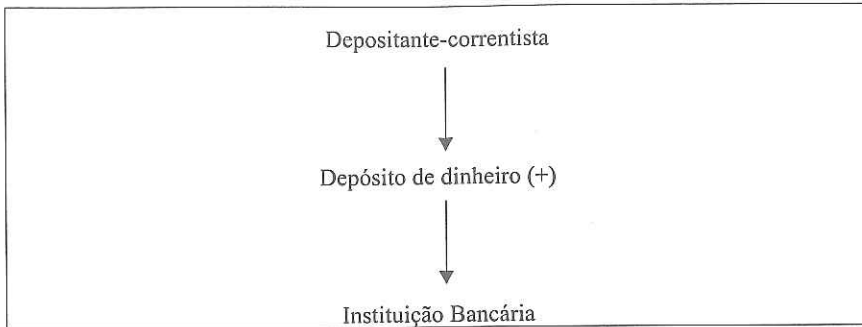 Depositante-correntista
Depósito de dinheiro (+)
Instituição Bancária